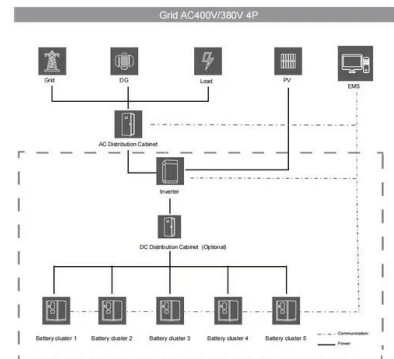 Grid AC400V/380V 4P
Grid
DG
Load
PV
EMS
AC Distribution Cabinet
Inverter
DC Distribution Cabinet (Optional)
Battery cluster 1
Battery cluster 2
Battery cluster 3
Battery cluster 4
Battery cluster 5
Communication
Power